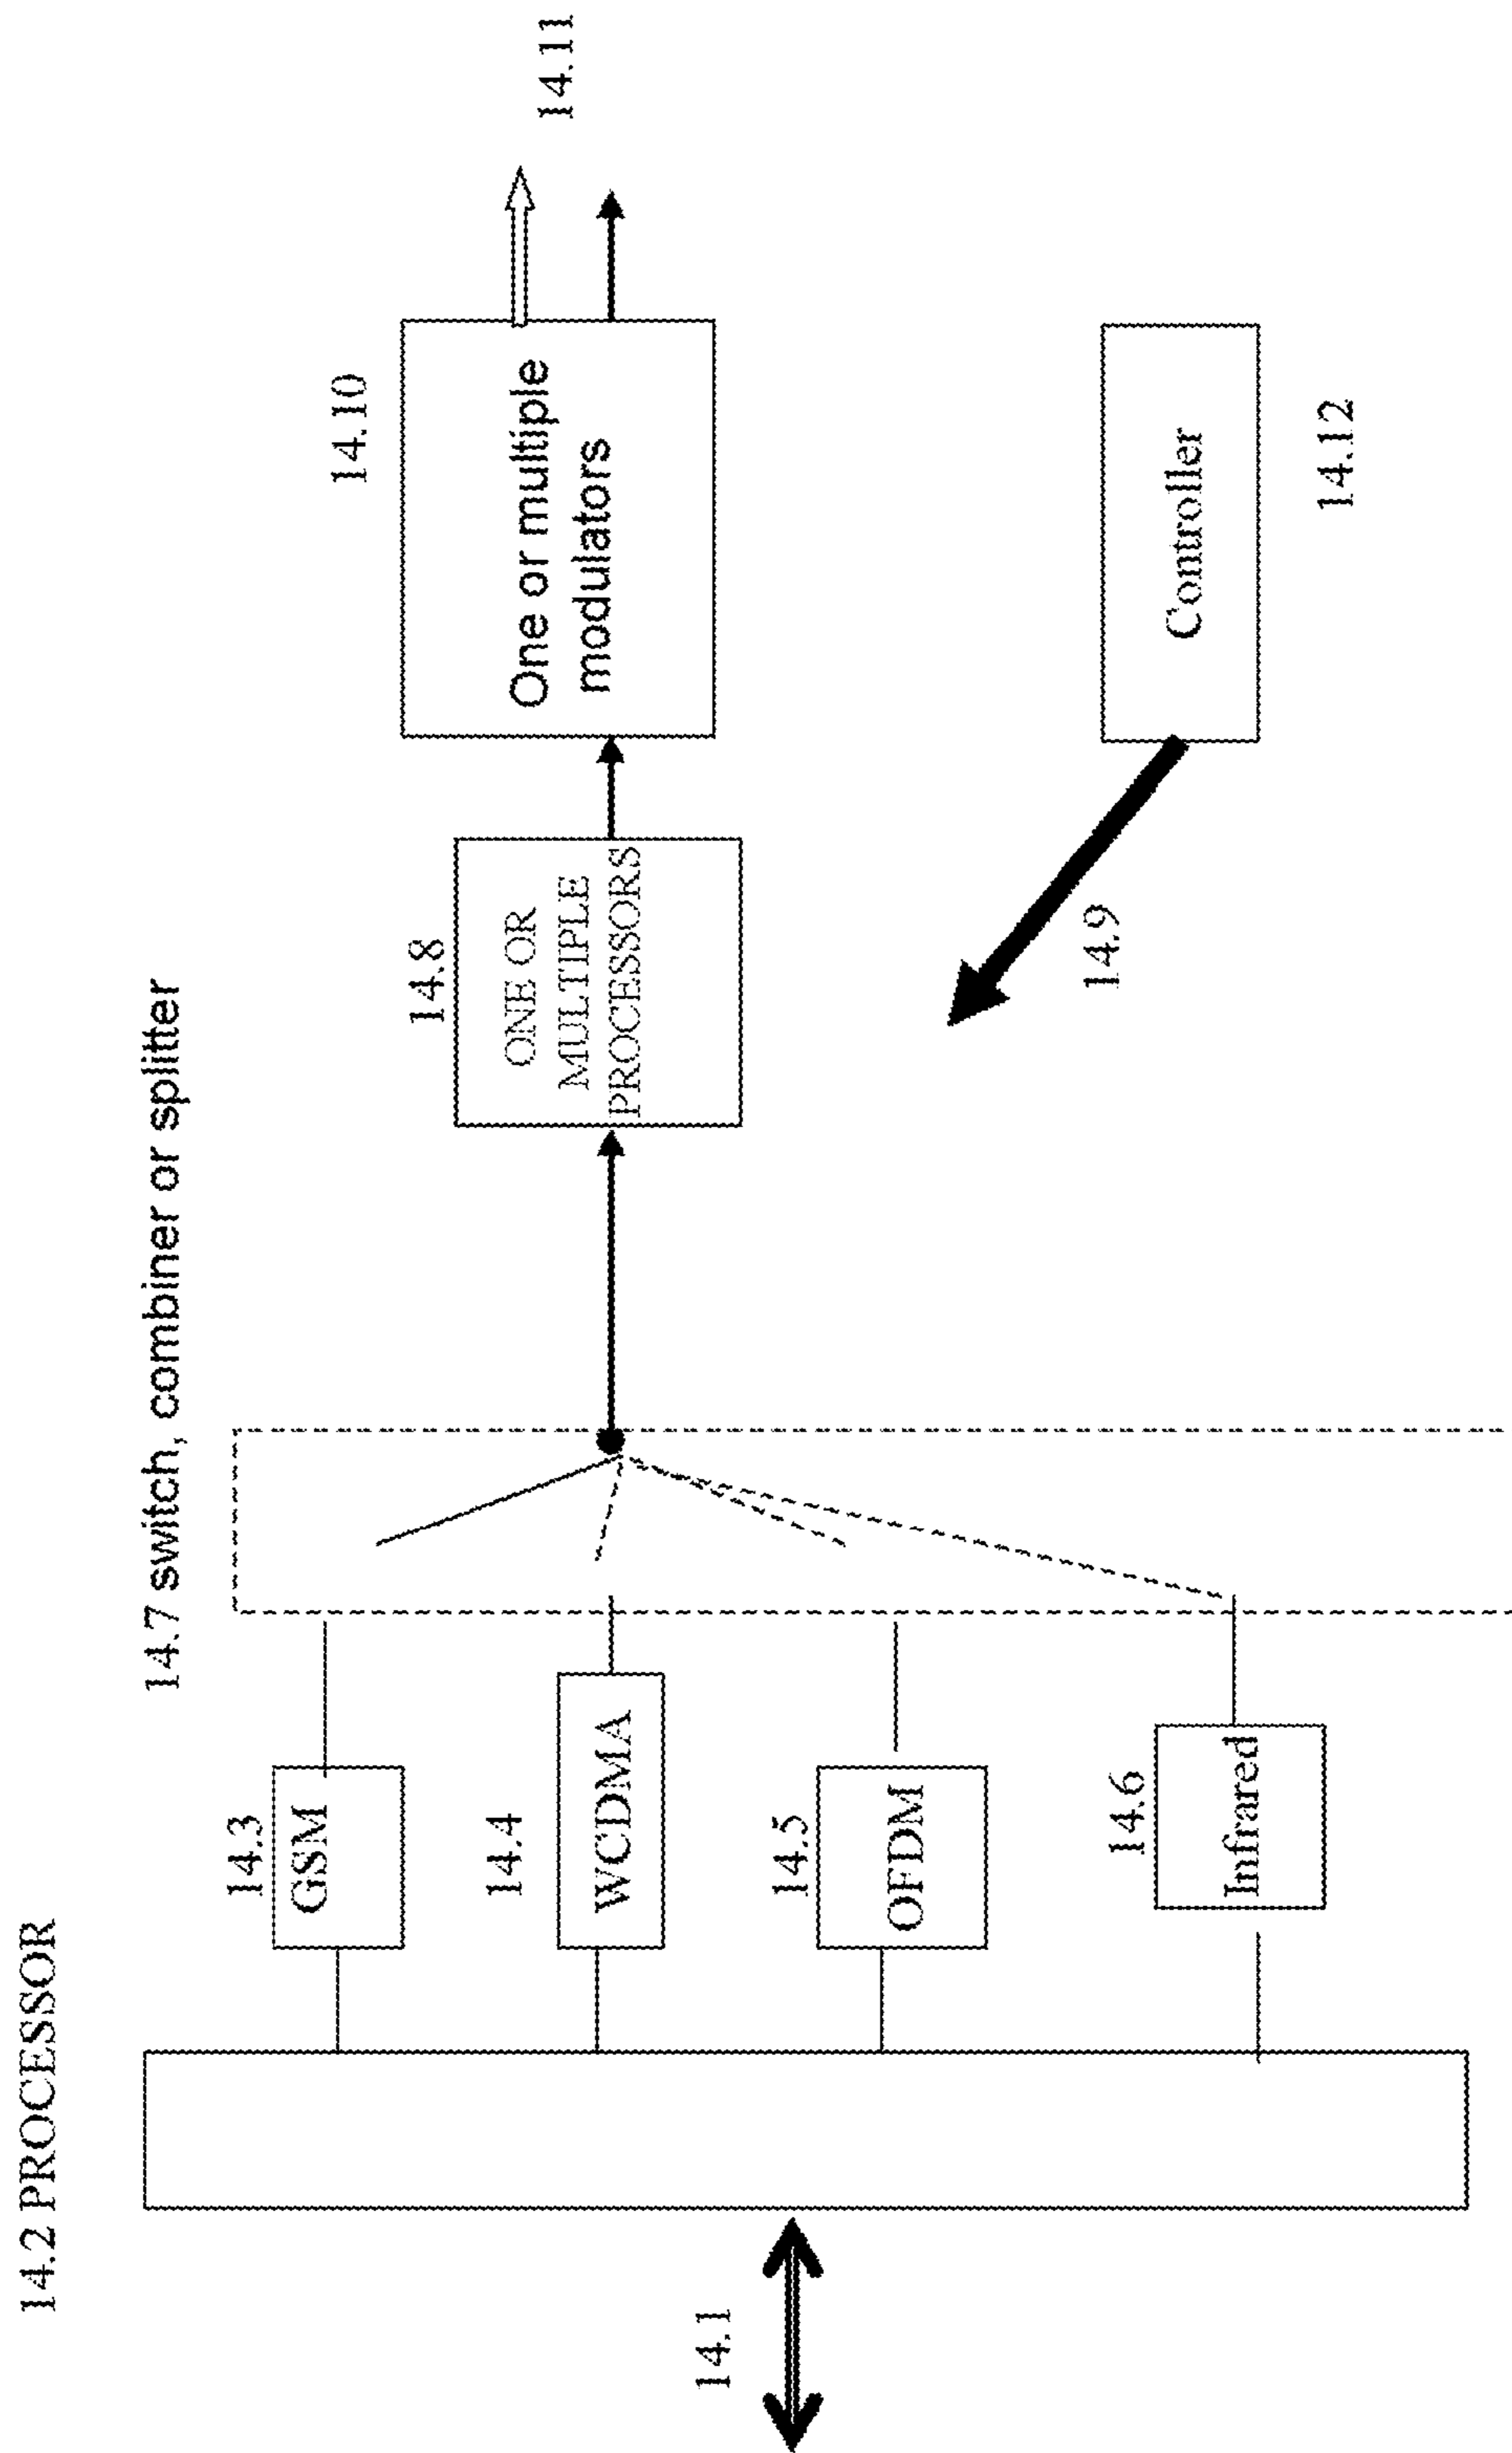 14.2 PROCESSOR
14.7 switch, combiner or splitter
14.1
14.3
GSM
14.4
WCDMA
14.5
OFDM
14.6
Infrared
14.8
ONE OR
MULTIPLE
PROCESSORS
14.9
14.10
One or multiple
modulators
14.11
Controller
14.12